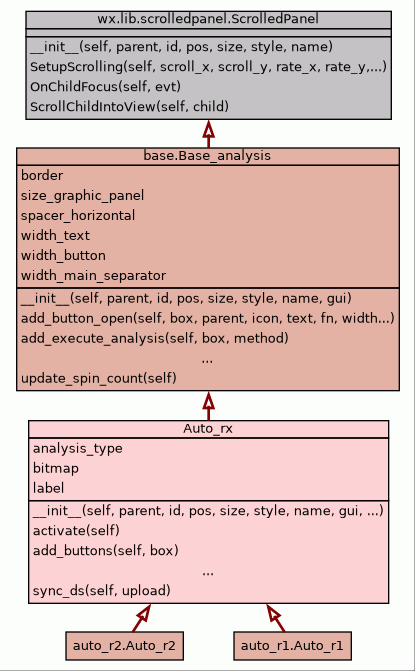 wx.lib.scrolledpanel.ScrolledPanel
__init__(self, parent, id, pos, size, style, name)
SetupScrolling(self, scroll_x, scroll_y, rate_x, rate_y,...)
OnChildFocus(self, evt)
ScrollChildIntoView(self, child)
base.Base_analysis
border
size_graphic_panel
spacer_horizontal
width_text
width_button
width_main_separator
__init__(self, parent, id, pos, size, style, name, gui)
add_button_open(self, box, parent, icon, text, fn, width...)
add_execute_analysis(self, box, method)
...
update_spin_count(self)
Auto_rx
analysis_type
bitmap
label
__init__(self, parent, id, pos, size, style, name, gui, ...)
activate(self)
add_buttons(self, box)
...
sync_ds(self, upload)
auto_r2.Auto_r2
auto_r1.Auto_r1